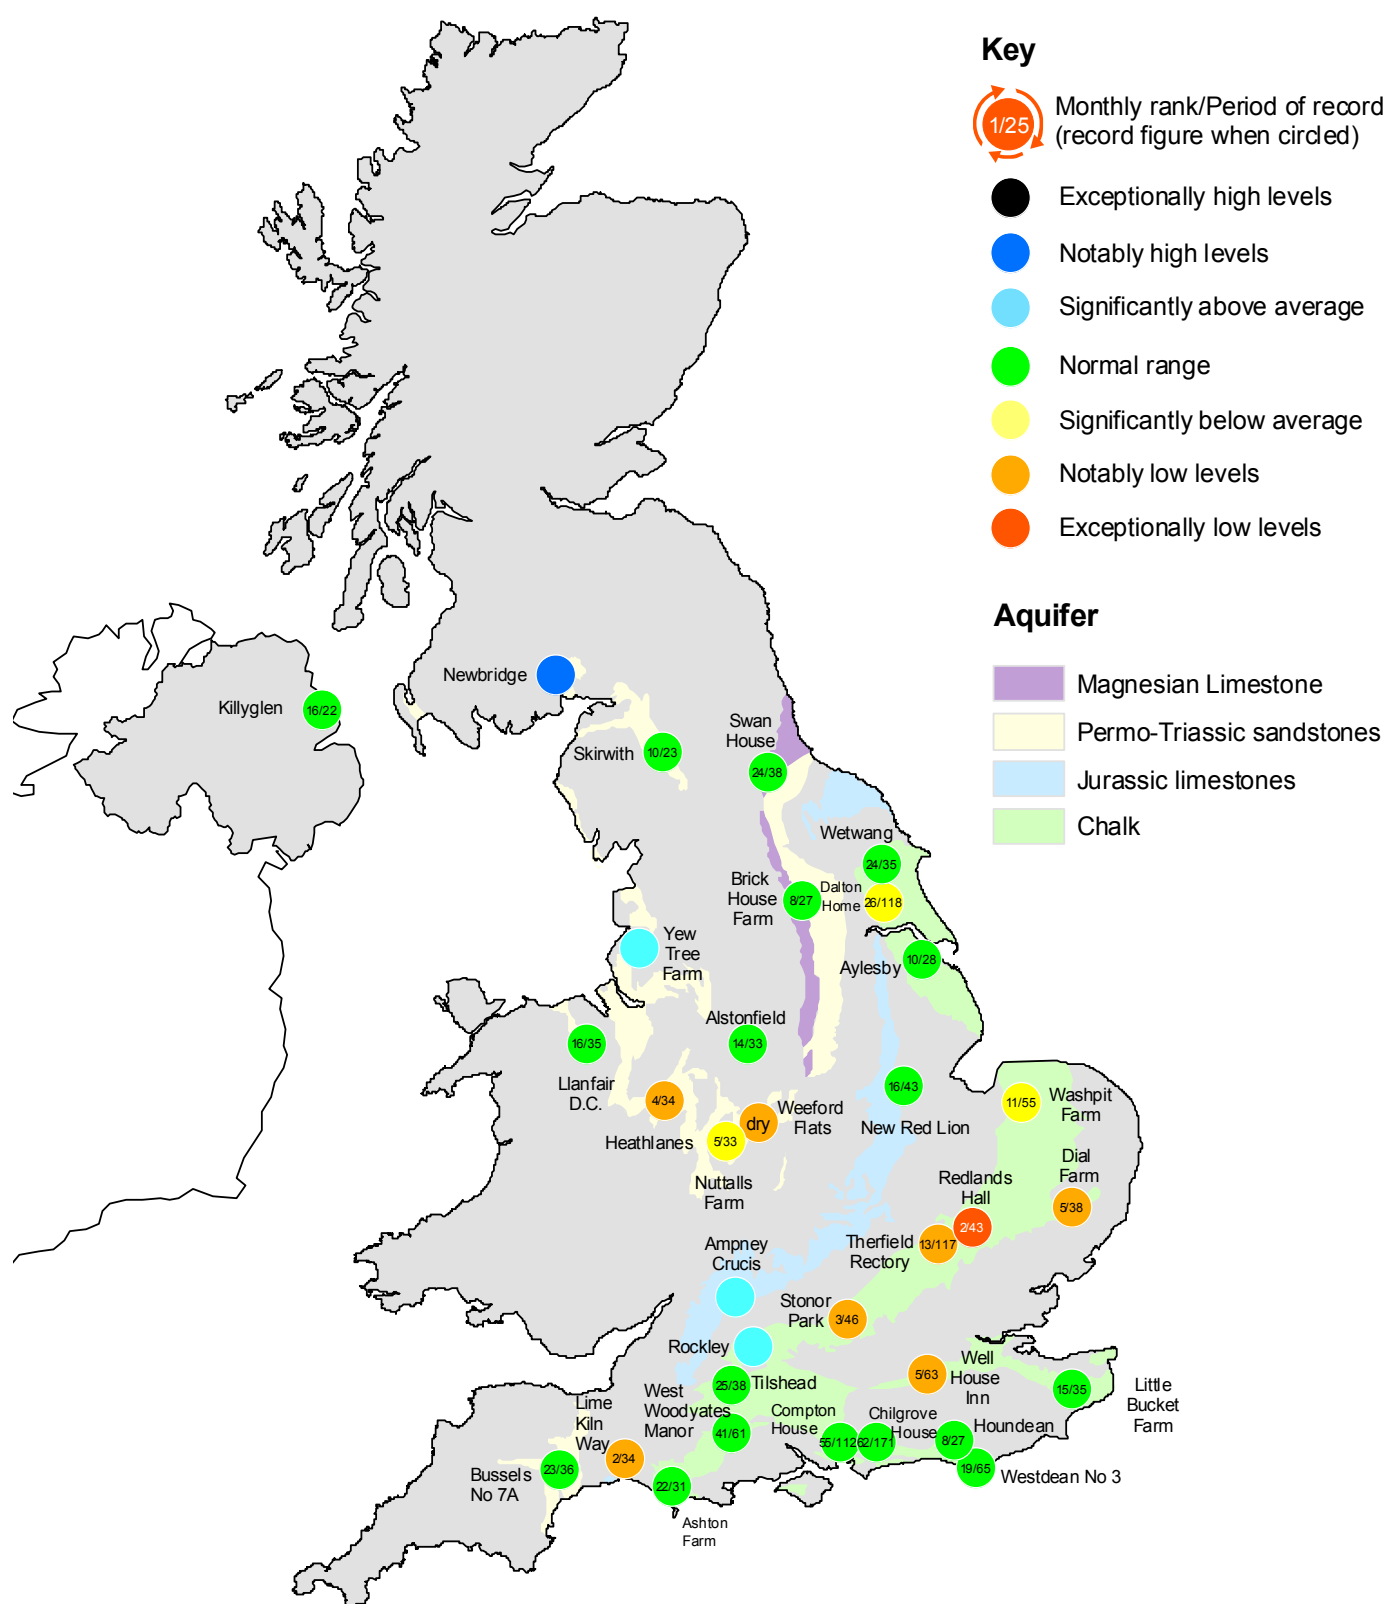 Key
1/25
Monthly rank/Period of record
(record figure when circled)
Exceptionally high levels
Notably high levels
Significantly above average
Normal range
Significantly below average
Notably low levels
Exceptionally low levels
Aquifer
Magnesian Limestone
Permo-Triassic sandstones
Jurassic limestones
Chalk
Newbridge
Killyglen
16/22
Skirwith
10/23
Swan
House
24/38
Wetwang
24/35
Brick
House
Farm
8/27
Dalton
Home
26/118
Yew
Tree
Farm
Aylesby
10/28
Alstonfield
14/33
16/35
Llanfair
D.C.
4/34
Heathlanes
dry
Weeford
Flats
5/33
Nuttalls
Farm
16/43
New Red Lion
11/55
Washpit
Farm
Dial
Farm
5/38
Redlands
Hall
2/43
Therfield
Rectory
13/117
Ampney
Crucis
Stonor
Park
3/46
Rockley
Tilshead
25/38
Well
House
Inn
5/63
15/35
Little
Bucket
Farm
West
Woodyates
Manor
41/61
Compton
House
55/112
Chilgrove
House
62/171
Houndean
8/27
19/65
Westdean No 3
Lime
Kiln
Way
2/34
Bussels
No 7A
23/36
22/31
Ashton
Farm